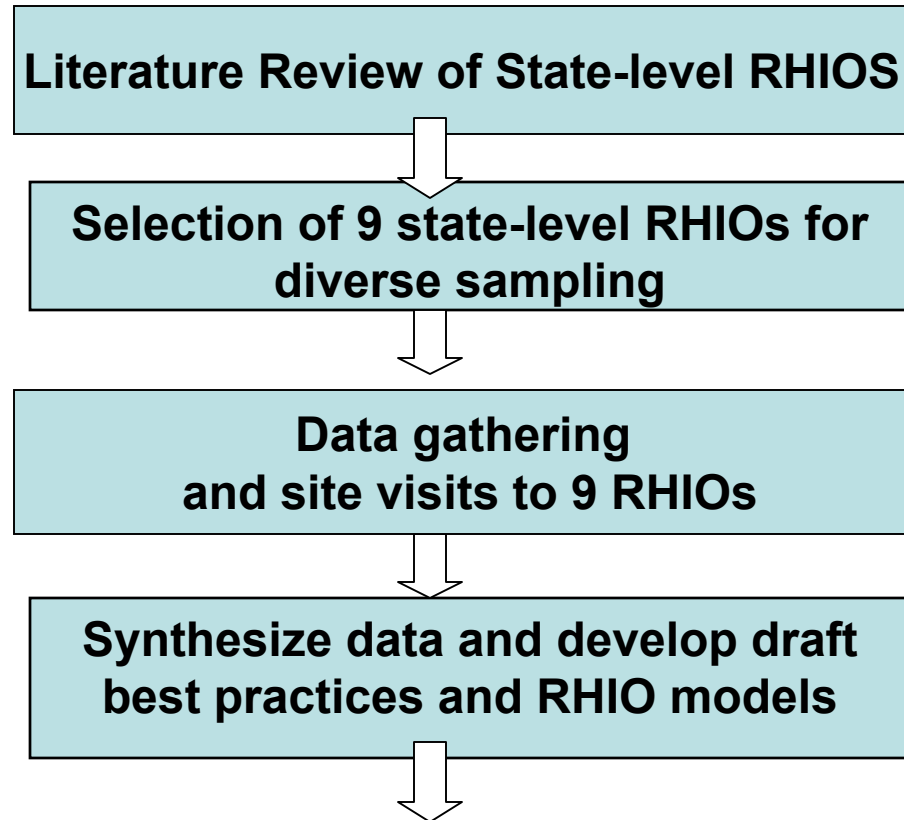 Literature Review of State-level RHIOS
Selection of 9 state-level RHIOs for
diverse sampling
Data gathering
and site visits to 9 RHIOs
Synthesize data and develop draft
best practices and RHIO models